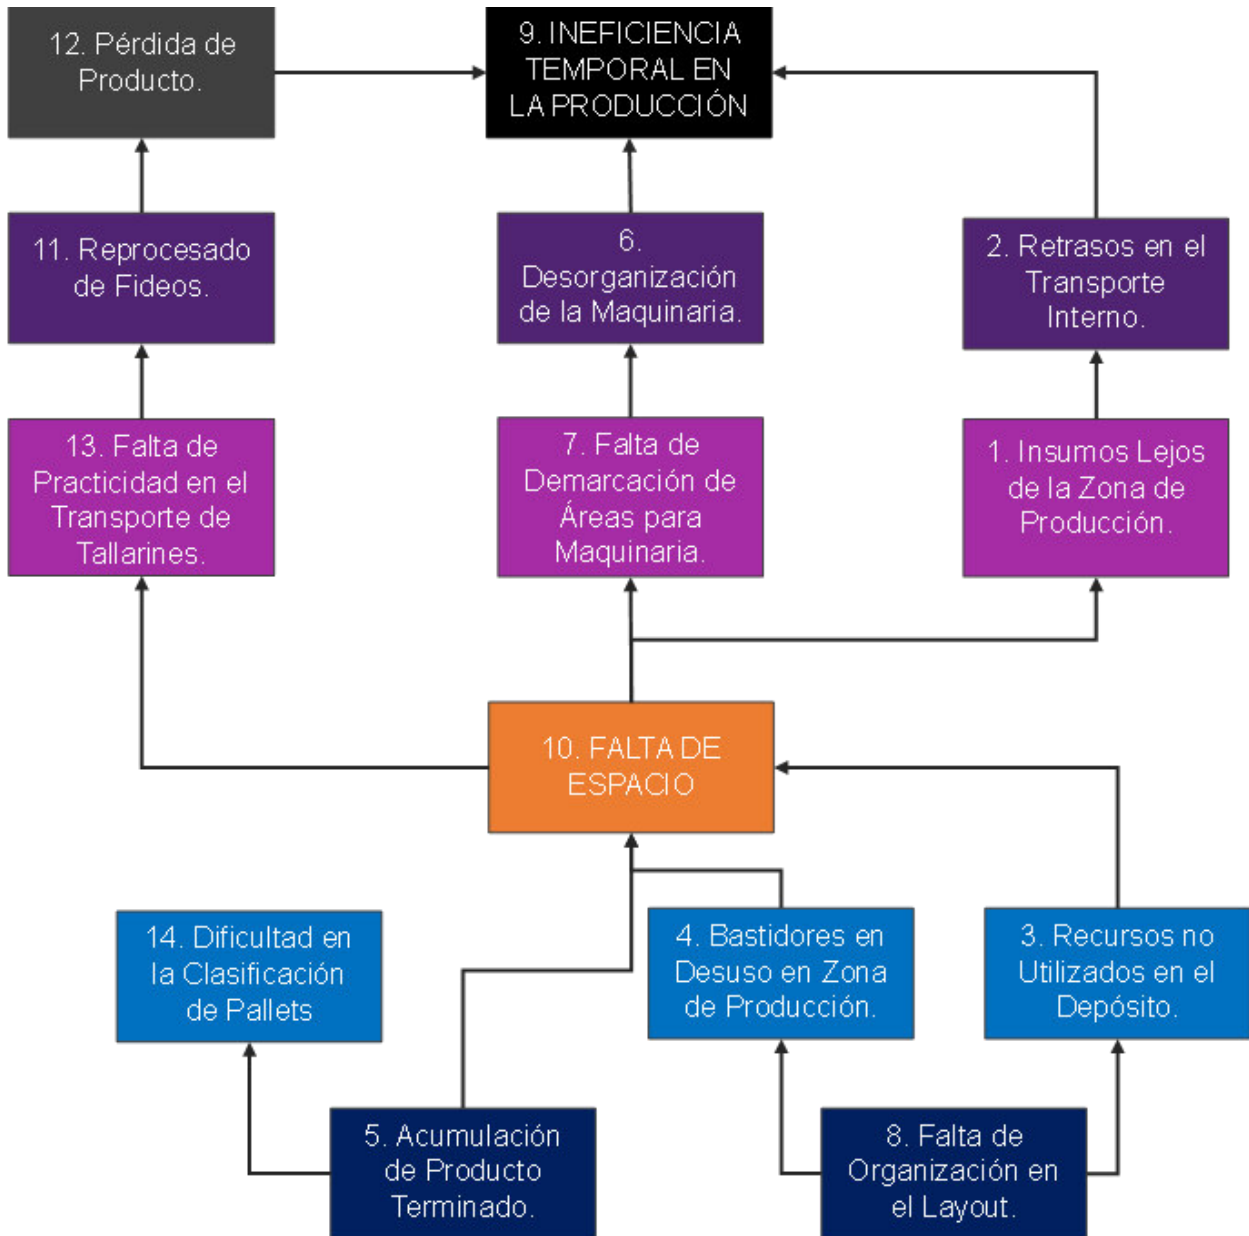 12. Pérdida de
Producto.
9. INEFICIENCIA
TEMPORAL EN
LA PRODUCCIÓN
11. Reprocesado
de Fideos.
6.
Desorganización
de la Maquinaria.
2. Retrasos en el
Transporte
Interno.
13. Falta de
Practicidad en el
Transporte de
Tallarines.
7. Falta de
Demarcación de
Áreas para
Maquinaria.
1. Insumos Lejos
de la Zona de
Producción.
10. FALTA DE
ESPACIO
14. Dificultad en
la Clasificación
de Pallets
4. Bastidores en
Desuso en Zona
de Producción.
3. Recursos no
Utilizados en el
Depósito.
5. Acumulación
de Producto
Terminado.
8. Falta de
Organización en
el Layout.